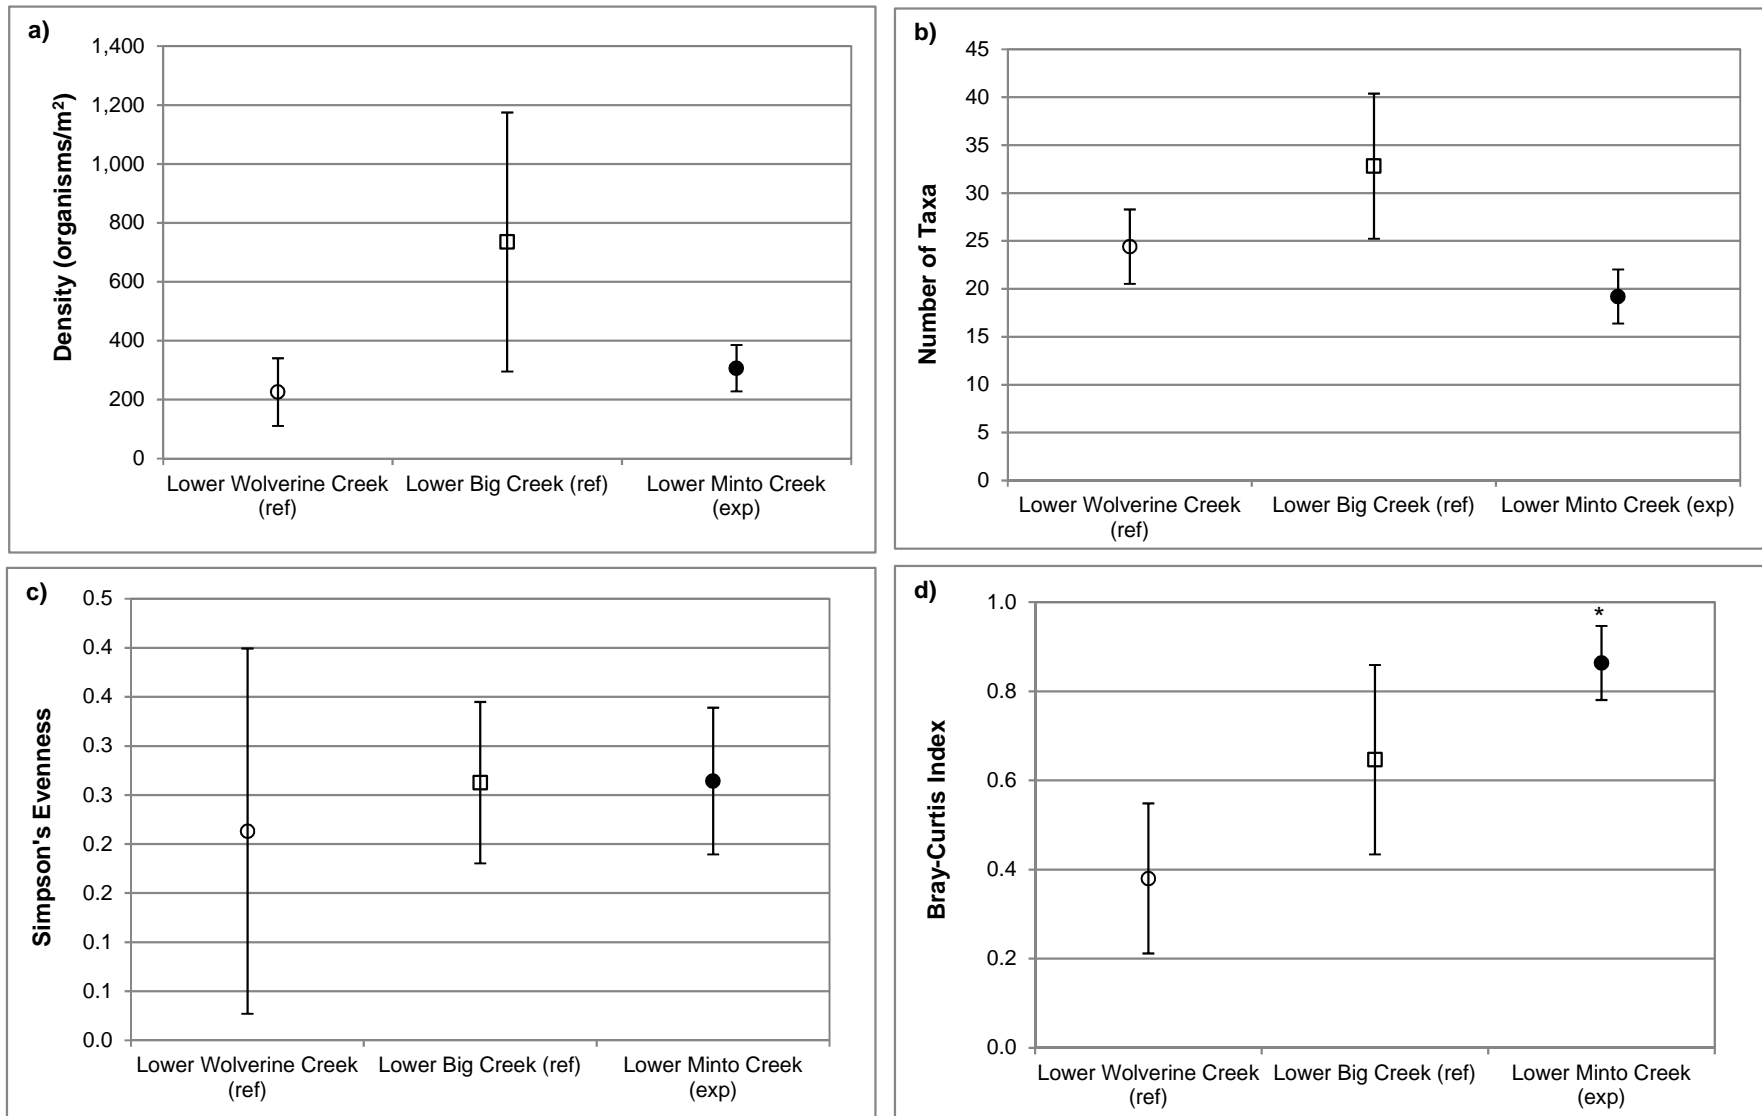 a)
1,400
1,200
1,000
800
600
400
200
0
Density (organisms/m²)
Lower Wolverine Creek
(ref)
Lower Big Creek (ref)
Lower Minto Creek
(exp)
b)
45
40
35
30
25
20
15
10
5
0
Number of Taxa
Lower Wolverine Creek
(ref)
Lower Big Creek (ref)
Lower Minto Creek (exp)
c)
0.5
0.4
0.4
0.3
0.3
0.2
0.2
0.1
0.1
0.0
Simpson's Evenness
Lower Wolverine Creek
(ref)
Lower Big Creek (ref)
Lower Minto Creek
(exp)
d)
1.0
0.8
0.6
0.4
0.2
0.0
Bray-Curtis Index
*
Lower Wolverine Creek
(ref)
Lower Big Creek (ref)
Lower Minto Creek
(exp)